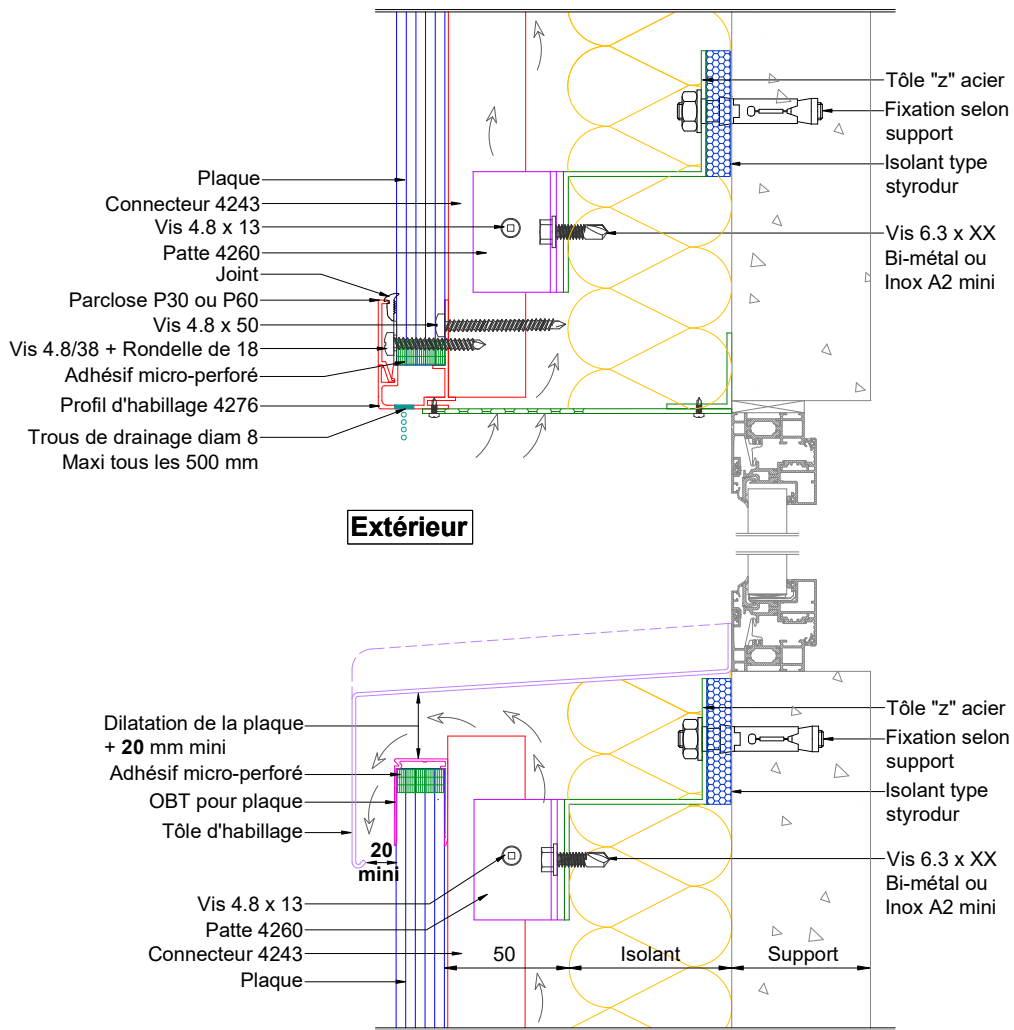 Tôle "z" acier
Fixation selon
support
Isolant type
styrodur
Plaque
Connecteur 4243
Vis 4.8 x 13
Patte 4260
Joint
Parclose P30 ou P60
Vis 4.8 x 50
Vis 4.8/38 + Rondelle de 18
Adhésif micro-perforé
Profil d'habillage 4276
Trous de drainage diam 8
Maxi tous les 500 mm
Vis 6.3 x XX
Bi-métal ou
Inox A2 mini
Extérieur
Dilatation de la plaque
+ 20 mm mini
Adhésif micro-perforé
OBT pour plaque
Tôle d'habillage
20
mini
Vis 4.8 x 13
Patte 4260
Connecteur 4243
Plaque
Tôle "z" acier
Fixation selon
support
Isolant type
styrodur
Vis 6.3 x XX
Bi-métal ou
Inox A2 mini
50
Isolant
Support